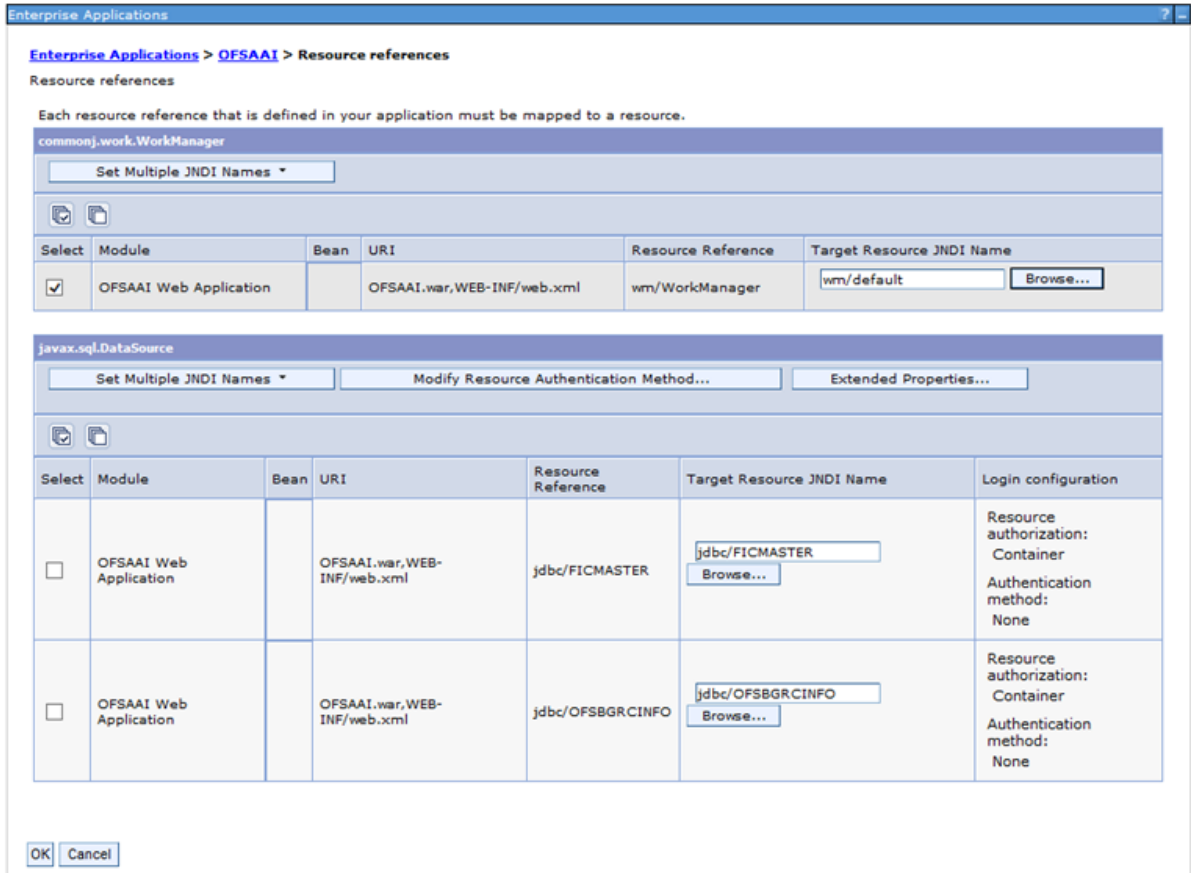 Enterprise Applications ? –
Enterprise Applications > OFSAAI > Resource references
Resource references
Each resource reference that is defined in your application must be mapped to a resource.
commonj.work.WorkManager
Set Multiple JNDI Names
Select Module Bean URI Resource Reference Target Resource JNDI Name
OFSAAI Web Application OFSAAI.war,WEB-INF/web.xml wm/WorkManager wm/default Browse...
javax.sql.DataSource
Set Multiple JNDI Names Modify Resource Authentication Method... Extended Properties...
Select Module Bean URI Resource Reference Target Resource JNDI Name Login configuration
OFSAAI Web Application
OFSAAI.war,WEB-
INF/web.xml
jdbc/FICMASTER
jdbc/FICMASTER
Browse...
Resource
authorization:
Container
Authentication
method:
None
OFSAAI Web
Application
OFSAAI.war,WEB-
INF/web.xml
jdbc/OFSBGRCINFO
jdbc/OFSBGRCINFO
Browse...
Resource
authorization:
Container
Authentication
method:
None
OK Cancel